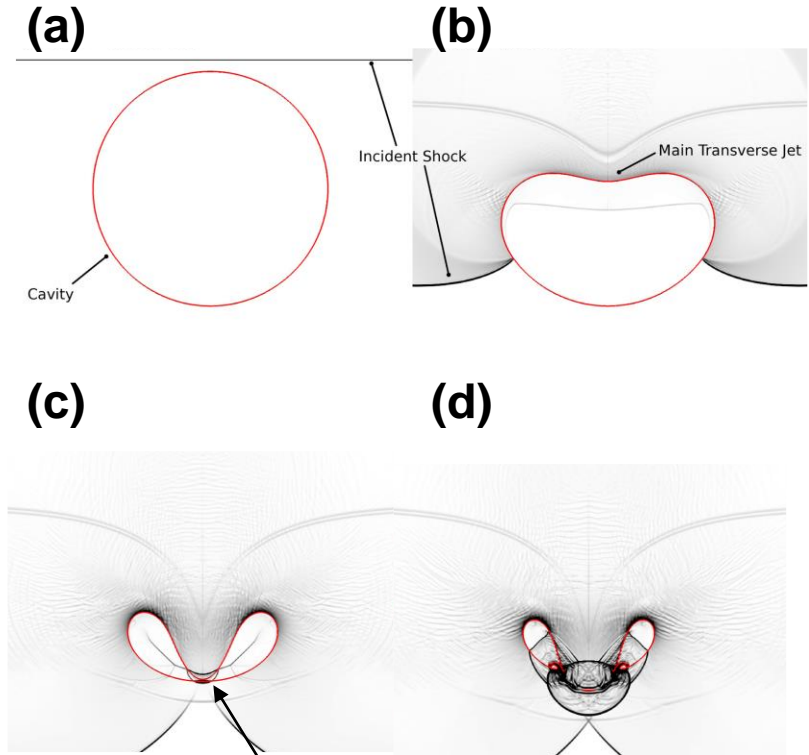 (a)
(b)
Incident Shock
Main Transverse Jet
Cavity
(c)
(d)